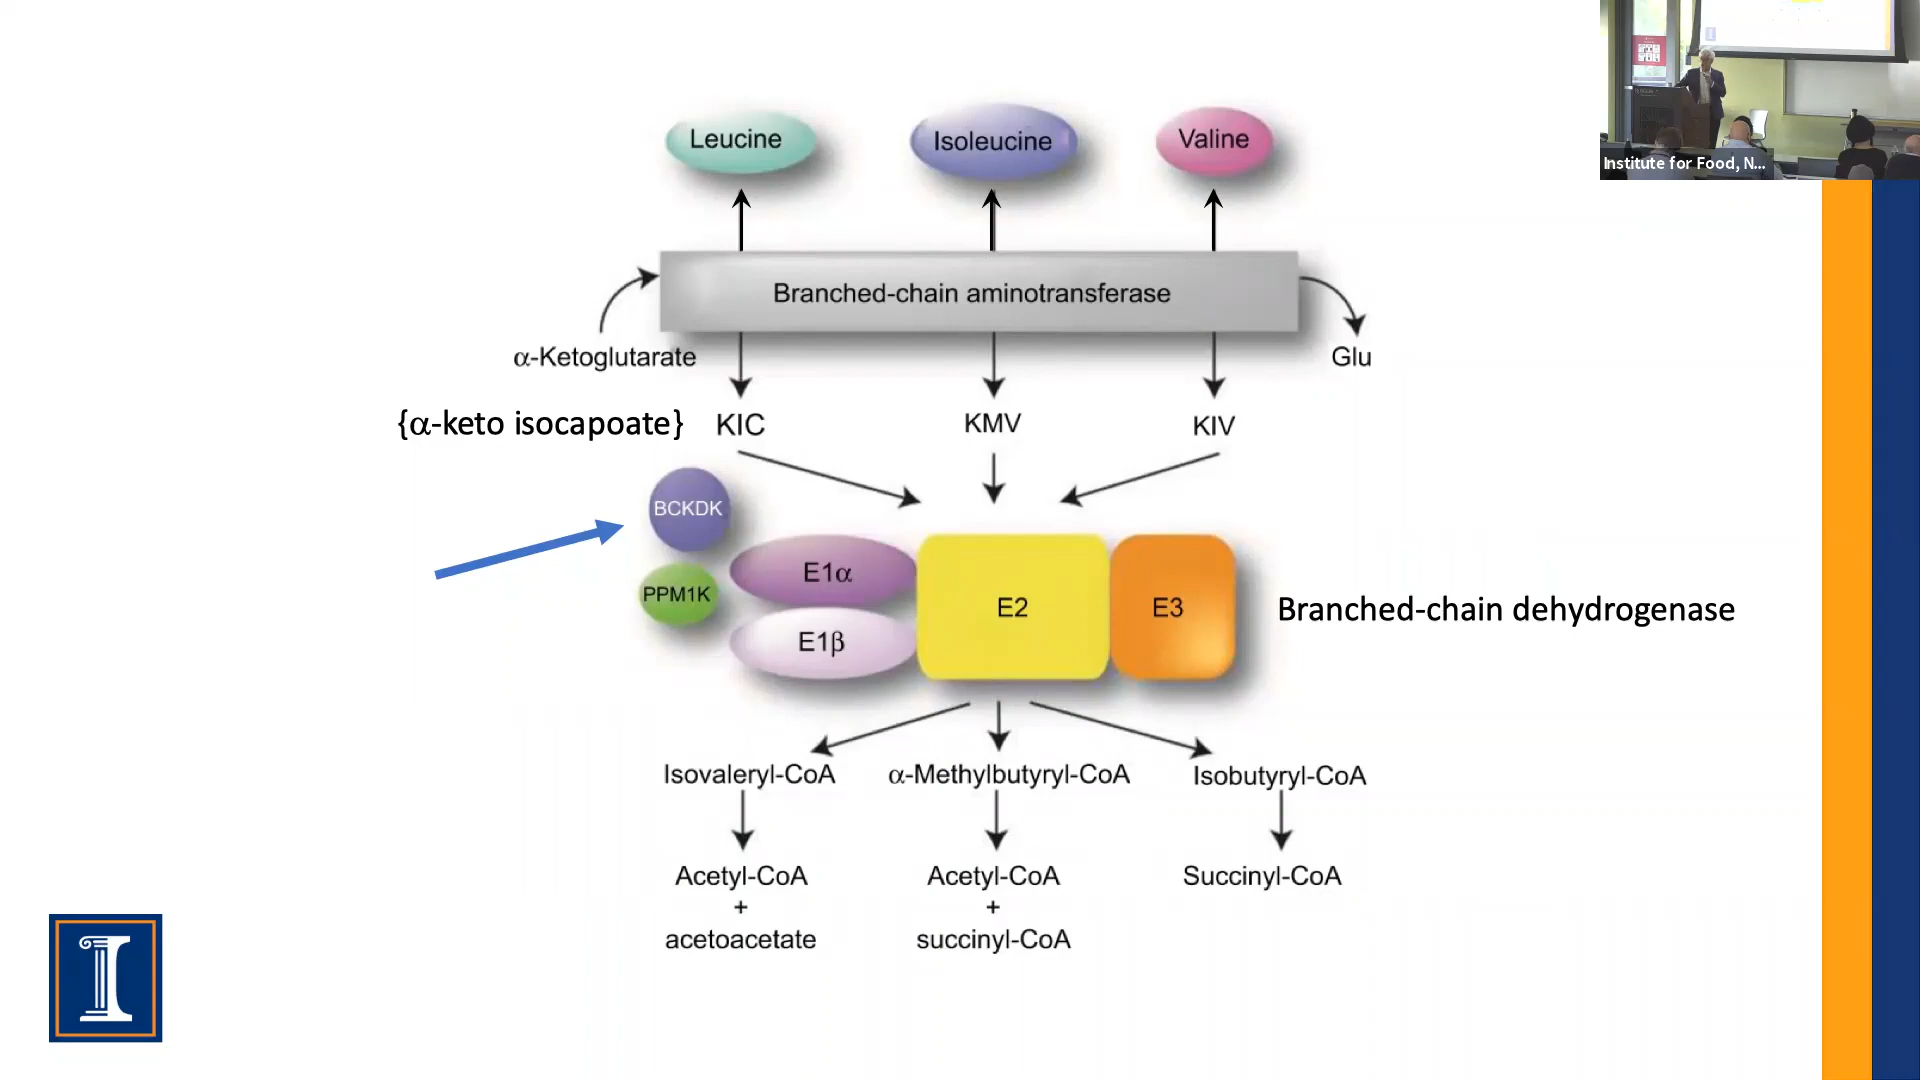 Leucine
Isoleucine
Valine
Branched-chain aminotransferase
α-Ketoglutarate
Glu
{α-keto isocapoate}
KIC
KMV
KIV
BCKDK
PPM1K
E1α
E1β
E2
E3
Branched-chain dehydrogenase
Isovaleryl-CoA
α-Methylbutyryl-CoA
Isobutyryl-CoA
Acetyl-CoA
+
acetoacetate
Acetyl-CoA
+
succinyl-CoA
Succinyl-CoA
I
Institute for Food, N...